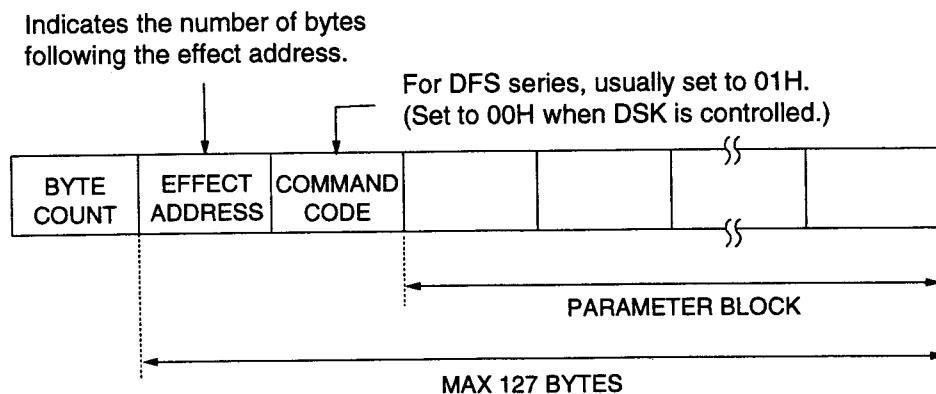 Indicates the number of bytes
following the effect address.
For DFS series, usually set to 01H.
(Set to 00H when DSK is controlled.)
BYTE
COUNT
EFFECT
ADDRESS
COMMAND
CODE
PARAMETER BLOCK
MAX 127 BYTES